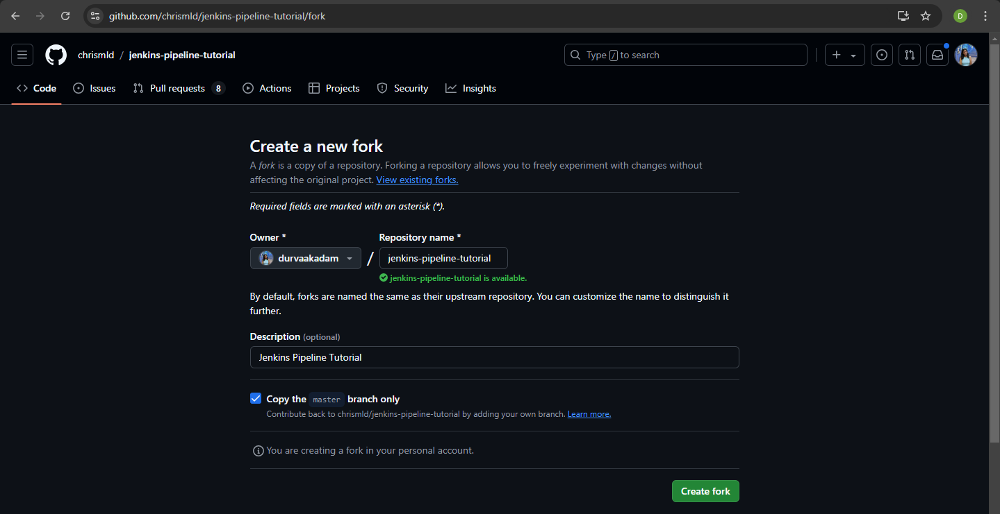 github.com/chrismld/jenkins-pipeline-tutorial/fork
D
chrismld / jenkins-pipeline-tutorial
Type / to search
Code
Issues
Pull requests 8
Actions
Projects
Security
Insights
Create a new fork
A fork is a copy of a repository. Forking a repository allows you to freely experiment with changes without
affecting the original project. View existing forks.
Required fields are marked with an asterisk (*).
Owner *
Repository name *
durvaakadam / jenkins-pipeline-tutorial
jenkins-pipeline-tutorial is available.
By default, forks are named the same as their upstream repository. You can customize the name to distinguish it
further.
Description (optional)
Jenkins Pipeline Tutorial
Copy the master branch only
Contribute back to chrismld/jenkins-pipeline-tutorial by adding your own branch. Learn more.
You are creating a fork in your personal account.
Create fork